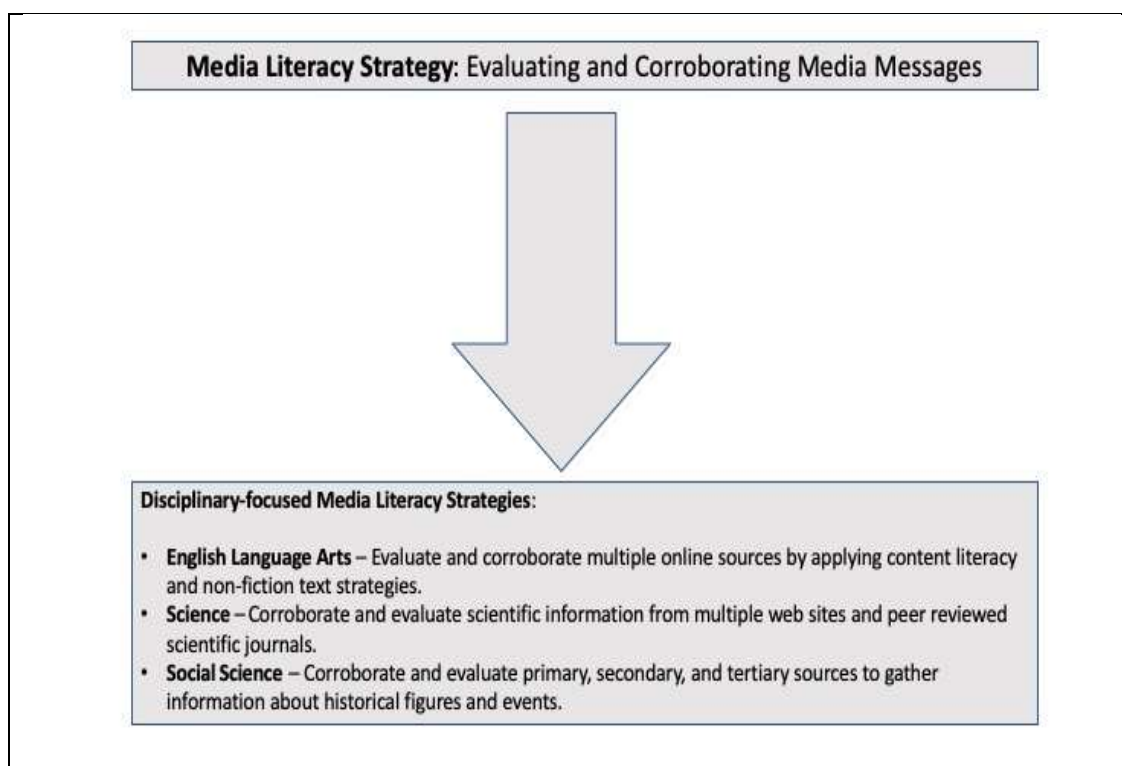 Media Literacy Strategy: Evaluating and Corroborating Media Messages
Disciplinary-focused Media Literacy Strategies:
• English Language Arts – Evaluate and corroborate multiple online sources by applying content literacy
and non-fiction text strategies.
• Science – Corroborate and evaluate scientific information from multiple web sites and peer reviewed
scientific journals.
• Social Science – Corroborate and evaluate primary, secondary, and tertiary sources to gather
information about historical figures and events.